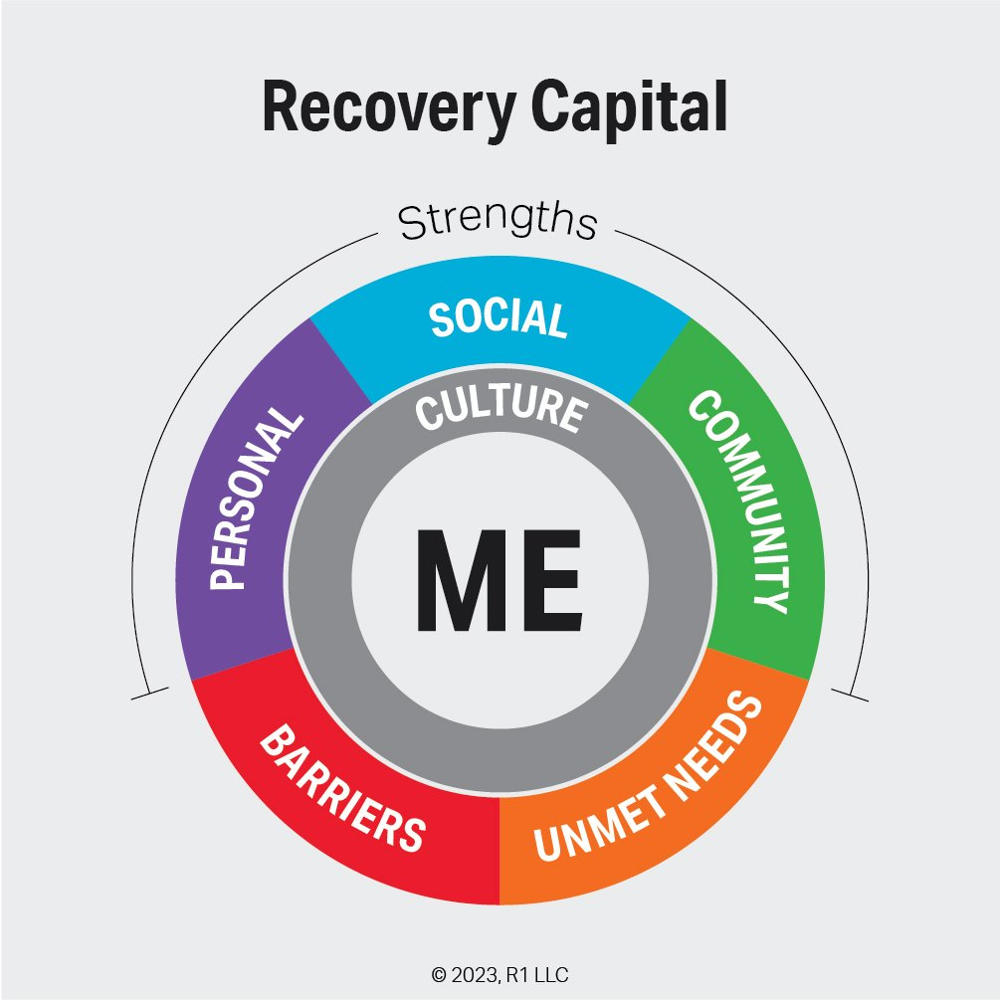 Recovery Capital
Strengths
SOCIAL
PERSONAL
CULTURE
COMMUNITY
ME
BARRIERS
UNMET NEEDS
© 2023, R1 LLC